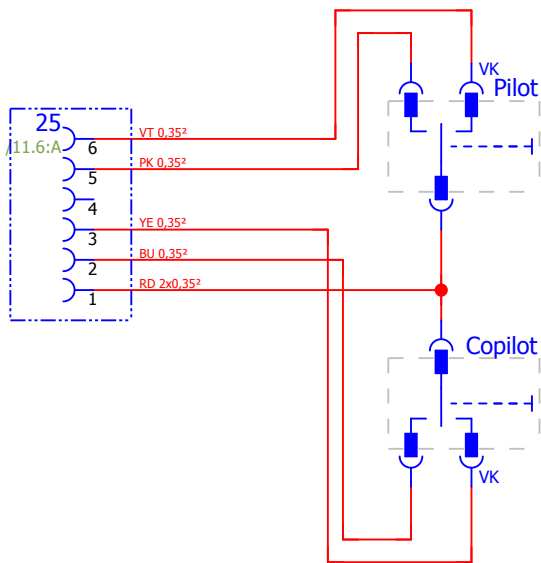 VK
Pilot
25
/11.6:A
6
VT 0,35²
5
PK 0,35²
4
3
YE 0,35²
2
BU 0,35²
1
RD 2x0,35²
Copilot
VK